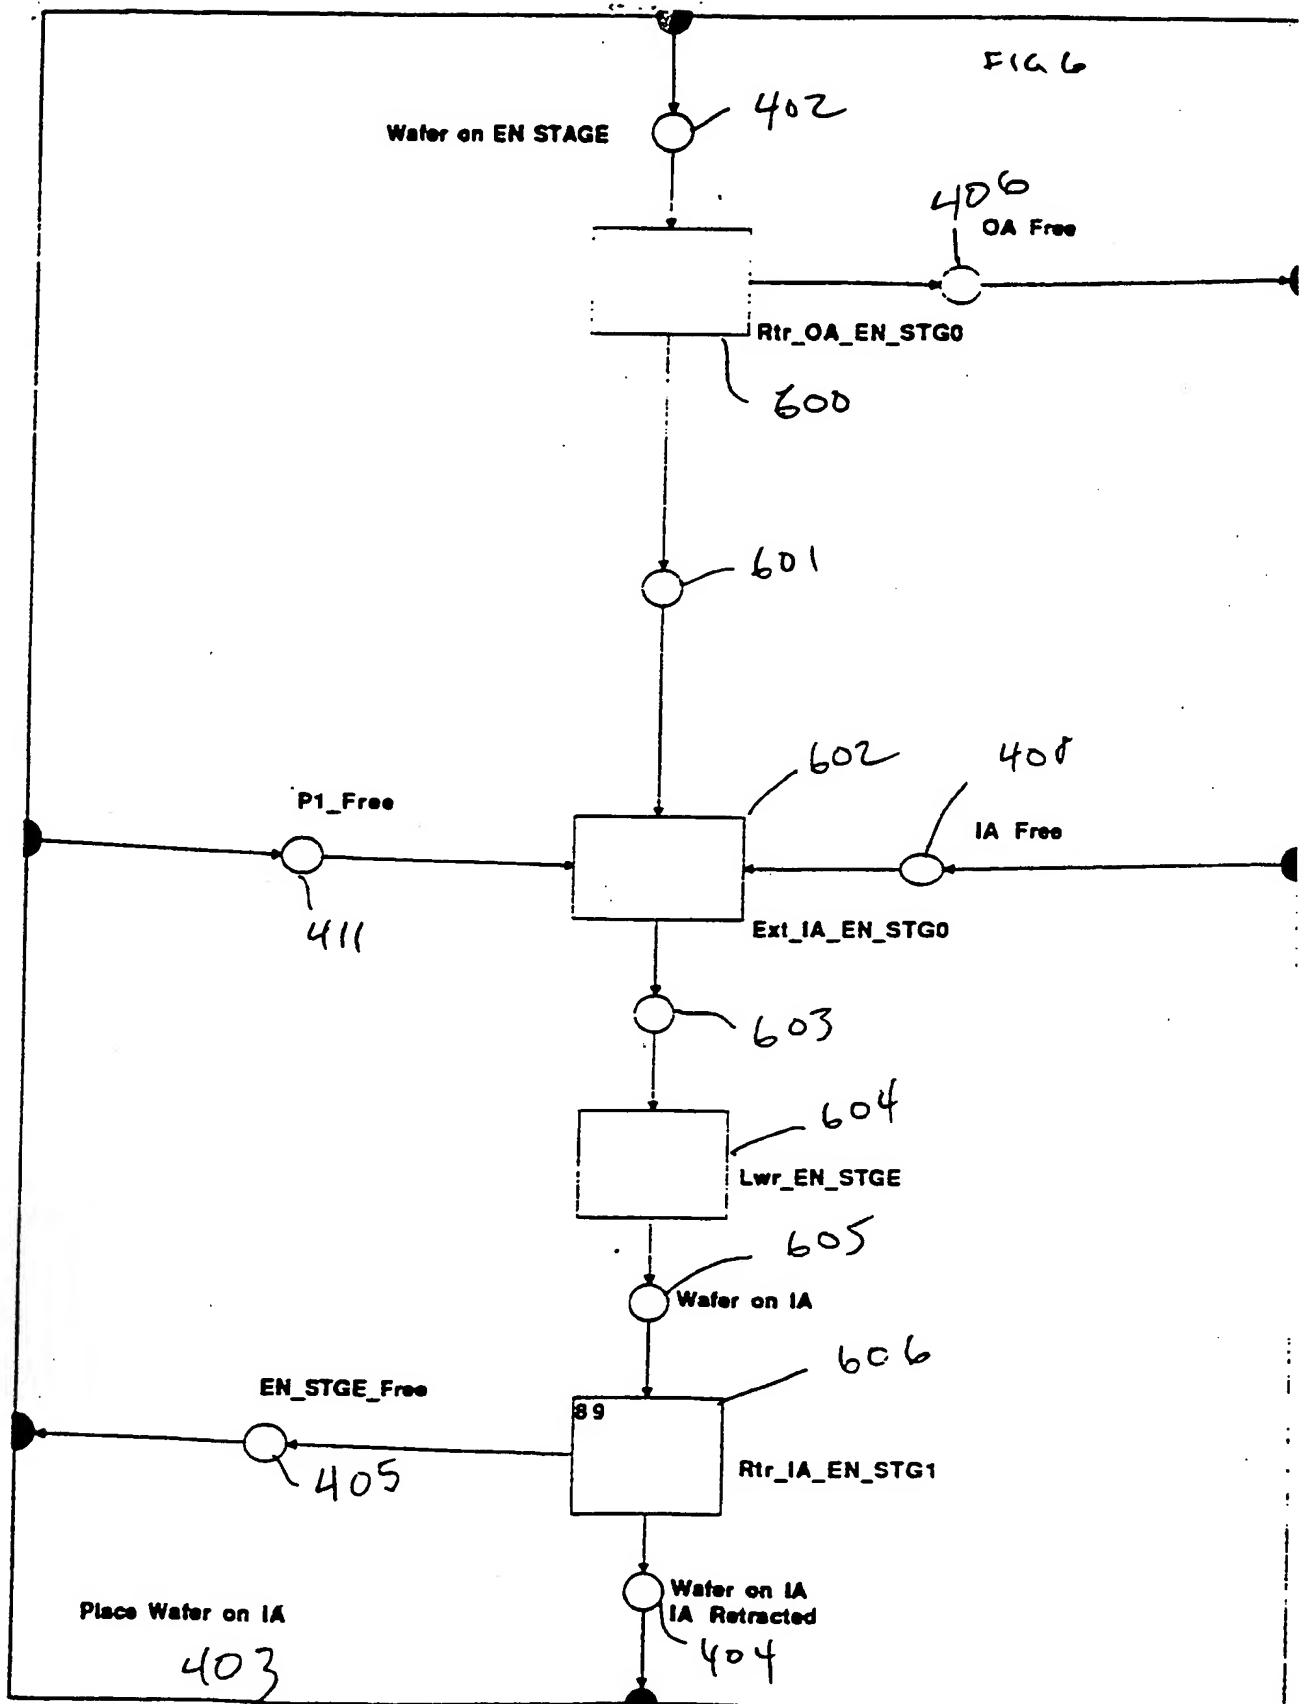 FIG 6
402
Wafer on EN STAGE
406
OA Free
Rtr_OA_EN_STG0
600
601
602
408
P1_Free
IA Free
411
Ext_IA_EN_STG0
603
604
Lwr_EN_STGE
605
Wafer on IA
606
EN_STGE_Free
89
405
Rtr_IA_EN_STG1
Wafer on IA
IA Retracted
Place Wafer on IA
404
403